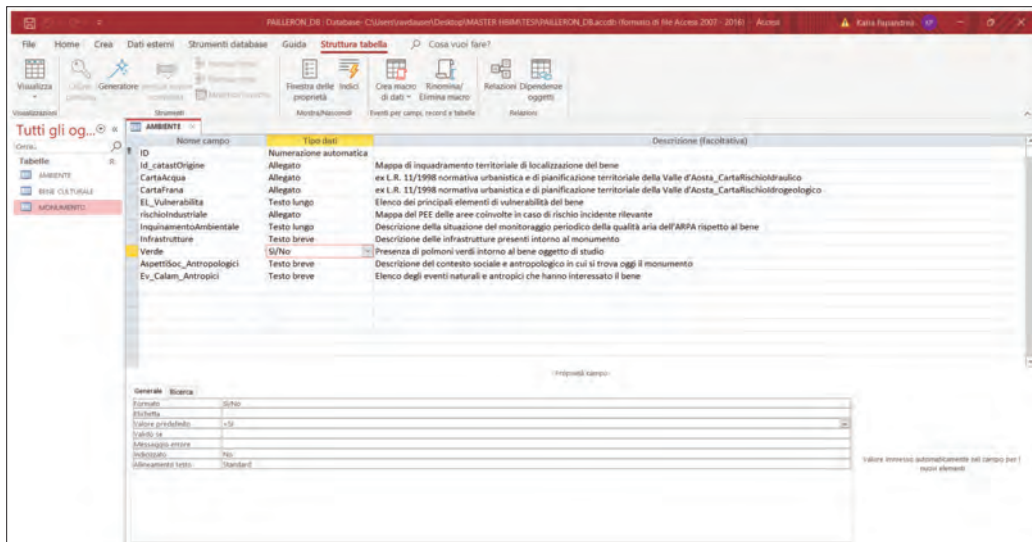 PAILLERON_DB : Database- C:\Users\ravdauser\Desktop\MASTER HBIM\TESI\PAILLERON_DB.accdb (formato di file Access 2007 - 2016) - Access
File Home Crea Dati esterni Strumenti database Guida Struttura tabella Cosa vuoi fare?
Visualizza
Generatore
Finestra delle proprietà
Indici
Crea macro di dati
Rinomina/ Elimina macro
Relazioni
Dipendenze oggetti
Visualizzazioni Strumenti Mostra/Nascondi Eventi per campi, record e tabelle Relazioni
Tutti gli og...
Tabelle
AMBIENTE
BENE CULTURALE
MONUMENTO
AMBIENTE
Nome campo Tipo dati Descrizione (facoltativa)
ID Numerazione automatica
Id_catastOrigine Allegato Mappa di inquadramento territoriale di localizzazione del bene
CartaAcqua Allegato ex L.R. 11/1998 normativa urbanistica e di pianificazione territoriale della Valle d'Aosta_CartaRischioIdraulico
CartaFrana Allegato ex L.R. 11/1998 normativa urbanistica e di pianificazione territoriale della Valle d'Aosta_CartaRischioIdrogeologico
EL_Vulnerabilita Testo lungo Elenco dei principali elementi di vulnerabilità del bene
rischioIndustriale Allegato Mappa del PEE delle aree coinvolte in caso di rischio incidente rilevante
InquinamentoAmbientale Testo lungo Descrizione della situazione del monitoraggio periodico della qualità aria dell'ARPA rispetto al bene
Infrastrutture Testo breve Descrizione delle infrastrutture presenti intorno al monumento
Verde Sì/No Presenza di polmoni verdi intorno al bene oggetto di studio
AspettiSoc_Antropologici Testo breve Descrizione del contesto sociale e antropologico in cui si trova oggi il monumento
Ev_Calam_Antropici Testo breve Elenco degli eventi naturali e antropici che hanno interessato il bene
Proprietà campo
Generale Ricerca
Formato Sì/No
Etichetta
Valore predefinito =Sì
Valido se
Messaggio errore
Indicizzato No
Allineamento testo Standard
Valore immesso automaticamente nel campo per i
nuovi elementi